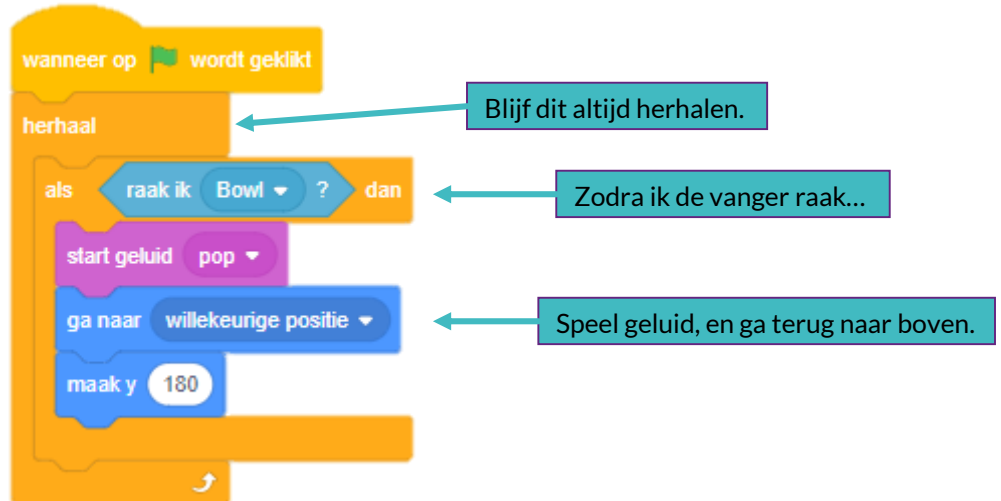 wanneer op wordt geklikt
Blijf dit altijd herhalen.
herhaal
als raak ik Bowl ? dan
Zodra ik de vanger raak...
start geluid pop
ga naar willekeurige positie
Speel geluid, en ga terug naar boven.
maak y 180